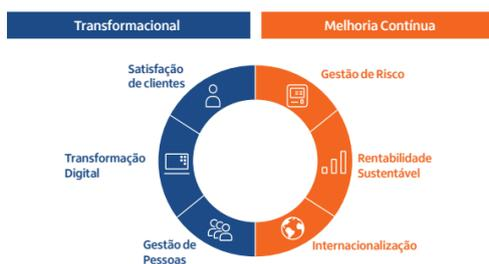 Transformacional
Melhoria Contínua
Satisfação
de clientes
Gestão de Risco
Transformação
Digital
Rentabilidade
Sustentável
Gestão de
Pessoas
Internacionalização